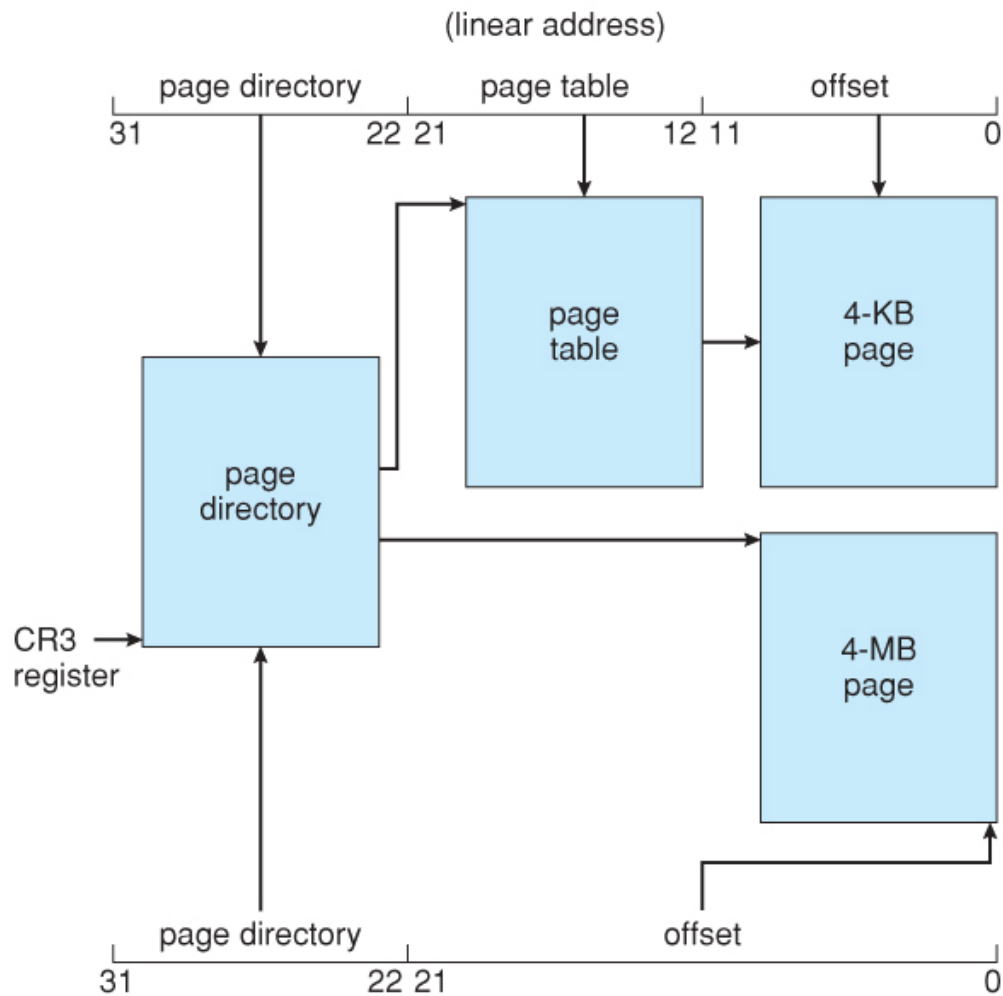 (linear address)
page directory page table offset
31 22 21 12 11 0
page
table
4-KB
page
page
directory
CR3
register
4-MB
page
page directory offset
31 22 21 0